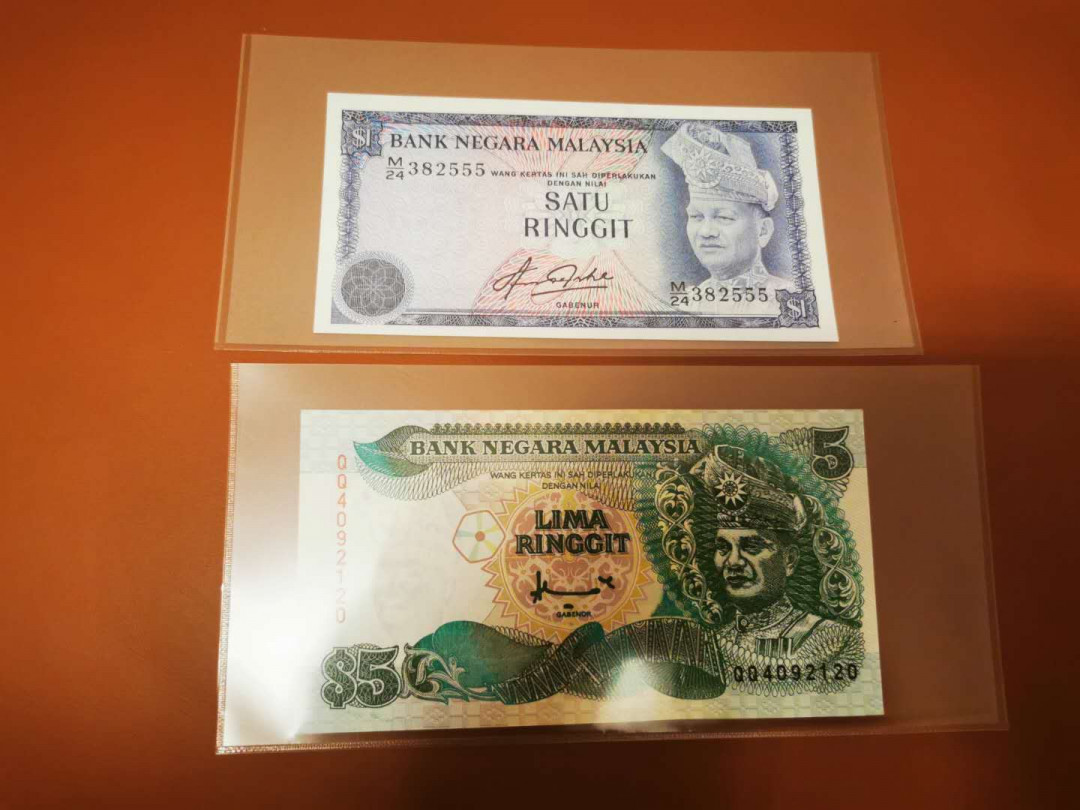 $1
BANK NEGARA MALAYSIA
M/24 382555
WANG KERTAS INI SAH DIPERLAKUKAN
DENGAN NILAI
SATU
RINGGIT
GABENUR
M/24 382555
$1
BANK NEGARA MALAYSIA
5
WANG KERTAS INI SAH DIPERLAKUKAN
DENGAN NILAI
QQ4092120
LIMA
RINGGIT
GABENUR
$5
QQ4092120